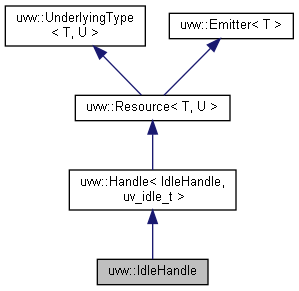 uvw::UnderlyingType
< T, U >
uvw::Emitter< T >
uvw::Resource< T, U >
uvw::Handle< IdleHandle,
uv_idle_t >
uvw::IdleHandle